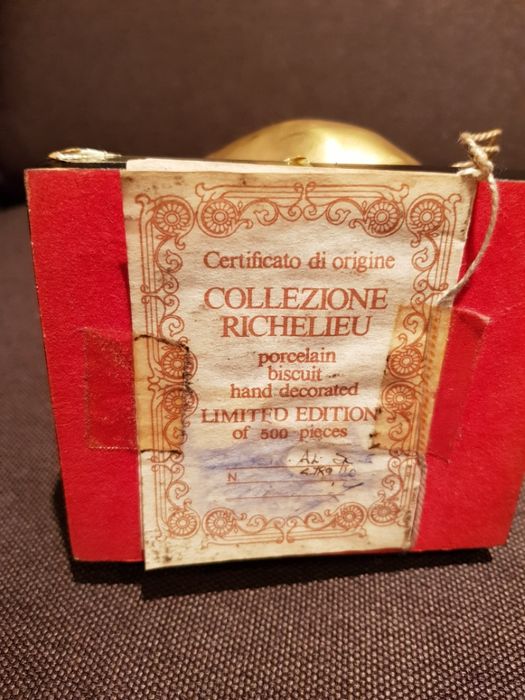 Certificato di origine
COLLEZIONE
RICHELIEU
porcelain
biscuit
hand decorated
LIMITED EDITION
of 500 pieces
N